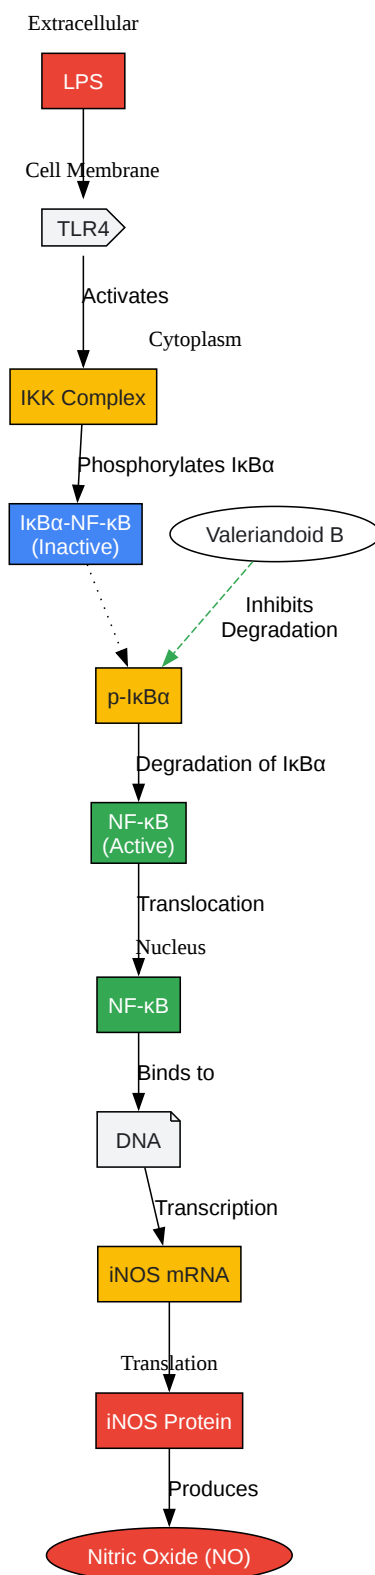 Extracellular
LPS
Cell Membrane
TLR4
Activates
Cytoplasm
IKK Complex
Phosphorylates IκBα
IκBα-NF-κB
(Inactive)
Valeriandoid B
Inhibits
Degradation
p-IκBα
Degradation of IκBα
NF-κB
(Active)
Translocation
Nucleus
NF-κB
Binds to
DNA
Transcription
iNOS mRNA
Translation
iNOS Protein
Produces
Nitric Oxide (NO)